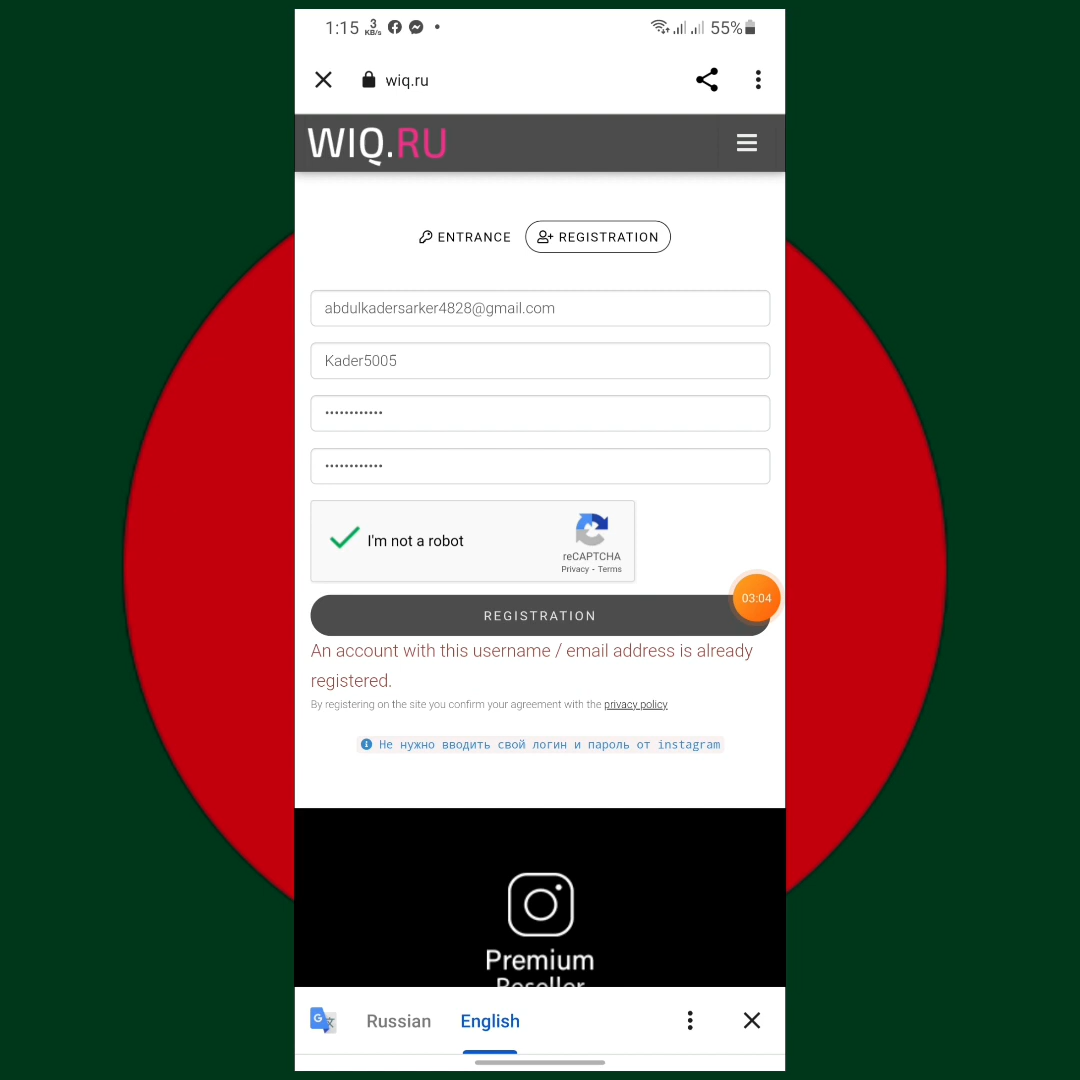 1:15 3 KB/s 55%
wiq.ru
WIQ.RU
ENTRANCE REGISTRATION
abdulkadersarker4828@gmail.com
Kader5005
••••••••••••
••••••••••••
I'm not a robot
reCAPTCHA
Privacy - Terms
REGISTRATION 03:04
An account with this username / email address is already
registered.
By registering on the site you confirm your agreement with the privacy policy
Не нужно вводить свой логин и пароль от instagram
Premium
Reseller
Russian English